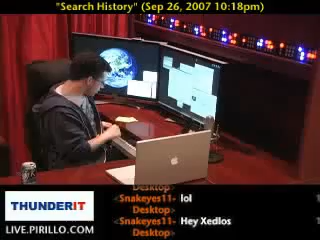 "Search History" (Sep 26, 2007 10:18pm)
Desktop>
<Snakeyes11- lol
Desktop>
<Snakeyes11- Hey Xedlos
Desktop>
THUNDERIT
LIVE.PIRILLO.COM